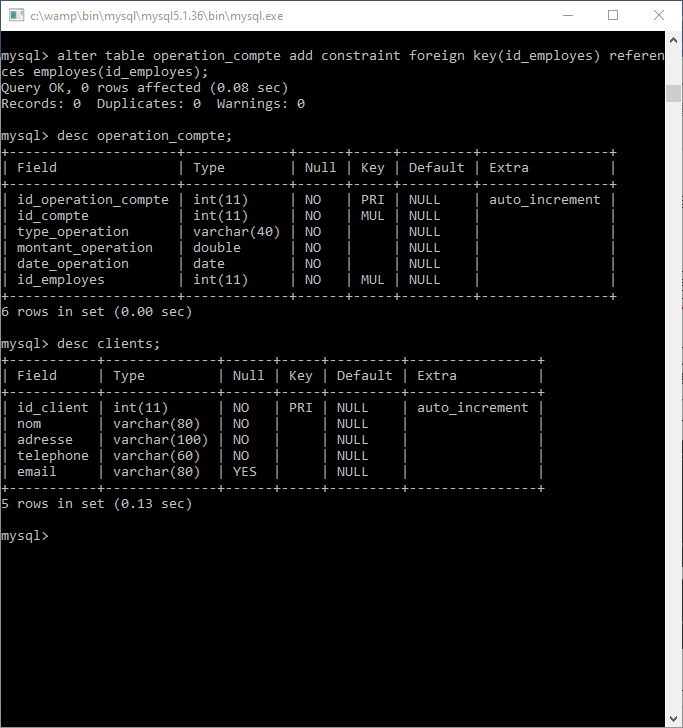 c:\wamp\bin\mysql\mysql5.1.36\bin\mysql.exe
mysql> alter table operation_compte add constraint foreign key(id_employes) referen
ces employes(id_employes);
Query OK, 0 rows affected (0.08 sec)
Records: 0  Duplicates: 0  Warnings: 0

mysql> desc operation_compte;
+---------------------+-------------+------+-----+---------+----------------+
| Field               | Type        | Null | Key | Default | Extra          |
+---------------------+-------------+------+-----+---------+----------------+
| id_operation_compte | int(11)     | NO   | PRI | NULL    | auto_increment |
| id_compte           | int(11)     | NO   | MUL | NULL    |                |
| type_operation      | varchar(40) | NO   |     | NULL    |                |
| montant_operation   | double      | NO   |     | NULL    |                |
| date_operation      | date        | NO   |     | NULL    |                |
| id_employes         | int(11)     | NO   | MUL | NULL    |                |
+---------------------+-------------+------+-----+---------+----------------+
6 rows in set (0.00 sec)

mysql> desc clients;
+-----------+--------------+------+-----+---------+----------------+
| Field     | Type         | Null | Key | Default | Extra          |
+-----------+--------------+------+-----+---------+----------------+
| id_client | int(11)      | NO   | PRI | NULL    | auto_increment |
| nom       | varchar(80)  | NO   |     | NULL    |                |
| adresse   | varchar(100) | NO   |     | NULL    |                |
| telephone | varchar(60)  | NO   |     | NULL    |                |
| email     | varchar(80)  | YES  |     | NULL    |                |
+-----------+--------------+------+-----+---------+----------------+
5 rows in set (0.13 sec)

mysql>